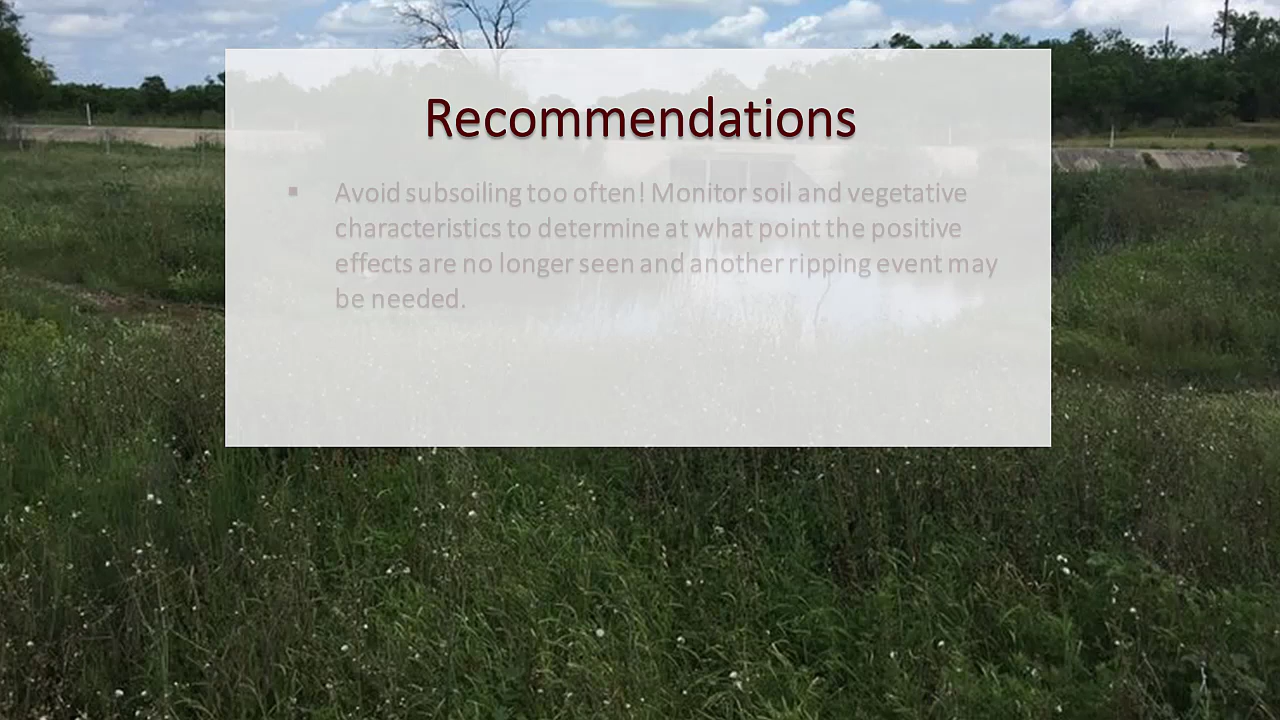 Recommendations
▪ Avoid subsoiling too often! Monitor soil and vegetative
characteristics to determine at what point the positive
effects are no longer seen and another ripping event may
be needed.